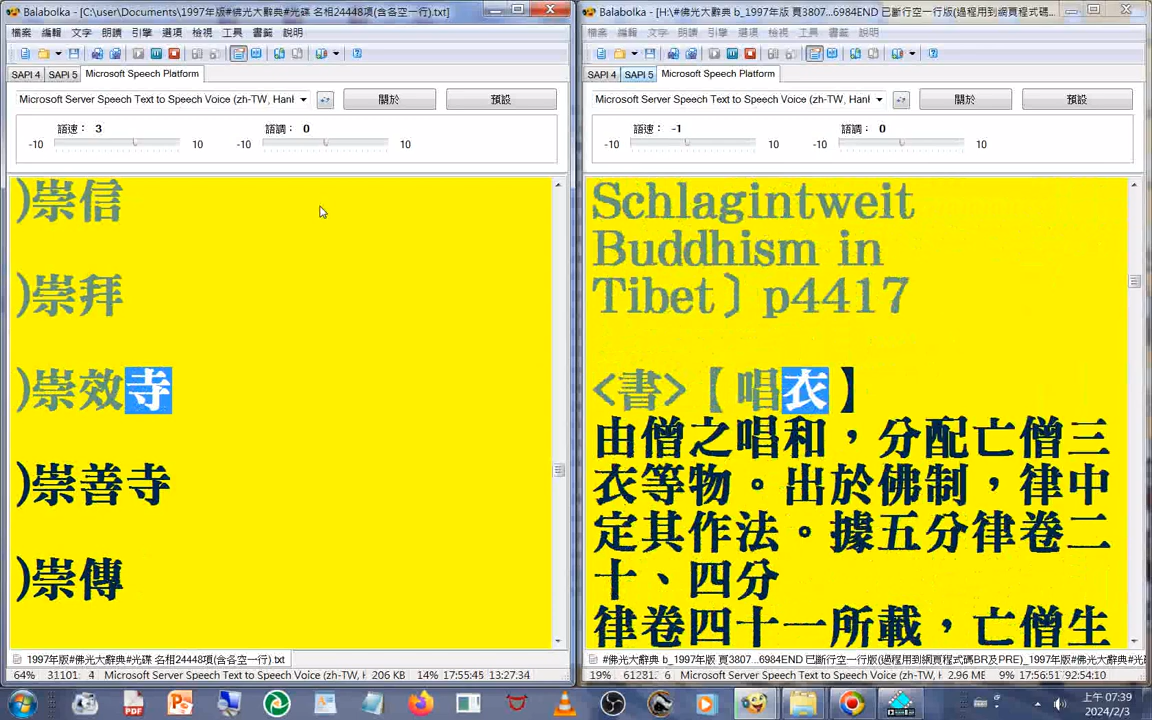 Balabolka - [C:\user\Documents\1997年版#佛光大辭典#光碟 名相24448項(含各空一行).txt]
檔案 編輯 文字 朗讀 引擎 選項 檢視 工具 書籤 說明
SAPI 4 SAPI 5 Microsoft Speech Platform
Microsoft Server Speech Text to Speech Voice (zh-TW, Hanl
關於
預設
語速： 3
語調： 0
-10 10 -10 10
)崇信
)崇拜
)崇效寺
)崇善寺
)崇傳
1997年版#佛光大辭典#光碟 名相24448項(含各空一行).txt
64% 31101: 4 Microsoft Server Speech Text to Speech Voice (zh-TW, H 206 KB 14% 17:55:45 13:27:34
Balabolka - [H:\#佛光大辭典 b_1997年版 頁3807...6984END 已斷行空一行版(過程用到網頁程式碼...
檔案 編輯 文字 朗讀 引擎 選項 檢視 工具 書籤 說明
SAPI 4 SAPI 5 Microsoft Speech Platform
Microsoft Server Speech Text to Speech Voice (zh-TW, Hanl
關於
預設
語速： -1
語調： 0
-10 10 -10 10
Schlagintweit
Buddhism in
Tibet〕p4417
<書>【唱衣】
由僧之唱和，分配亡僧三
衣等物。出於佛制，律中
定其作法。據五分律卷二
十、四分
律卷四十一所載，亡僧生
#佛光大辭典 b_1997年版 頁3807...6984END 已斷行空一行版(過程用到網頁程式碼BR及PRE)_1997年版#光
19% 61281: 6 Microsoft Server Speech Text to Speech Voice (zh-TW, H 2.96 MB 9% 17:56:51 92:54:10
上午 07:39
2024/2/3